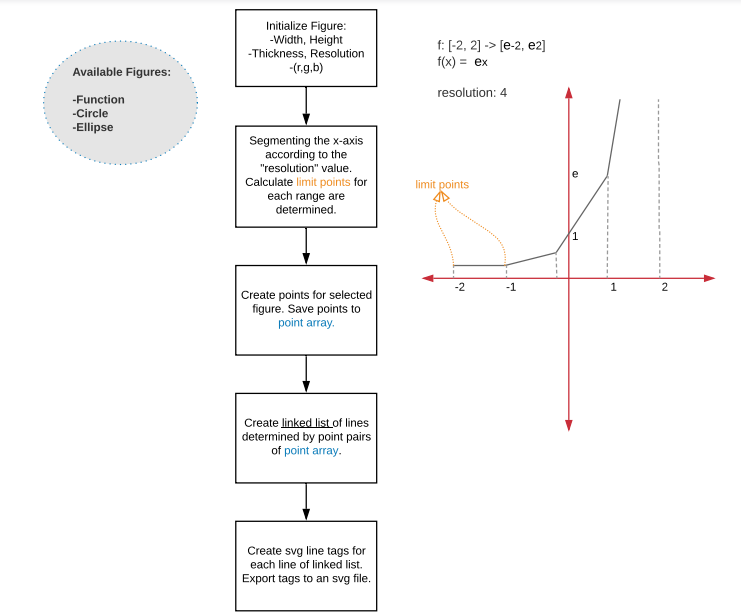 Available Figures:
-Function
-Circle
-Ellipse
Initialize Figure:
-Width, Height
-Thickness, Resolution
-(r,g,b)
Segmenting the x-axis
according to the
"resolution" value.
Calculate limit points for
each range are
determined.
Create points for selected
figure. Save points to
point array.
Create linked list of lines
determined by point pairs
of point array.
Create svg line tags for
each line of linked list.
Export tags to an svg file.
f: [-2, 2] -> [e-2, e2]
f(x) = ex
resolution: 4
limit points
e
1
-2 -1 1 2